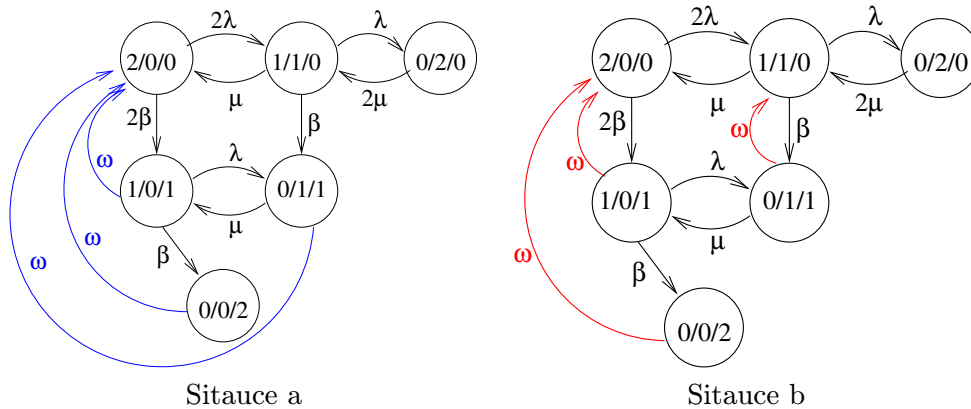 2λ λ
2/0/0 1/1/0 0/2/0
μ 2μ
2β β
ω λ
1/0/1 0/1/1
μ
ω ω β
0/0/2
Sitauce a
2λ λ
2/0/0 1/1/0 0/2/0
μ 2μ
2β ω β
ω λ
1/0/1 0/1/1
μ
ω β
0/0/2
Sitauce b